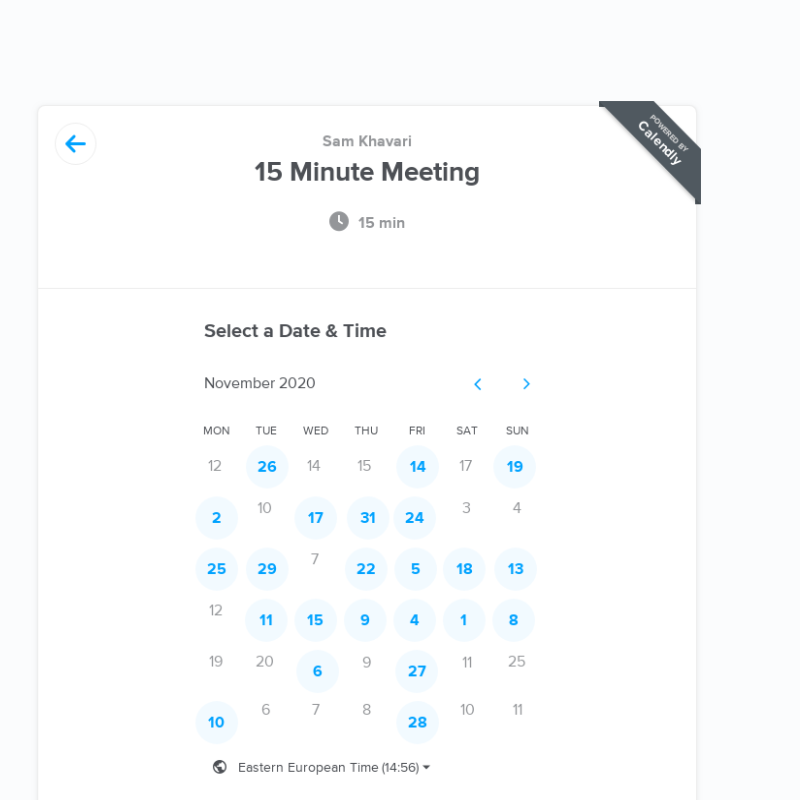 POWERED BY
Calendly
Sam Khavari
15 Minute Meeting
15 min
Select a Date & Time
November 2020
MON TUE WED THU FRI SAT SUN
12 26 14 15 14 17 19
2 10 17 31 24 3 4
25 29 7 22 5 18 13
12 11 15 9 4 1 8
19 20 6 9 27 11 25
10 6 7 8 28 10 11
Eastern European Time (14:56)